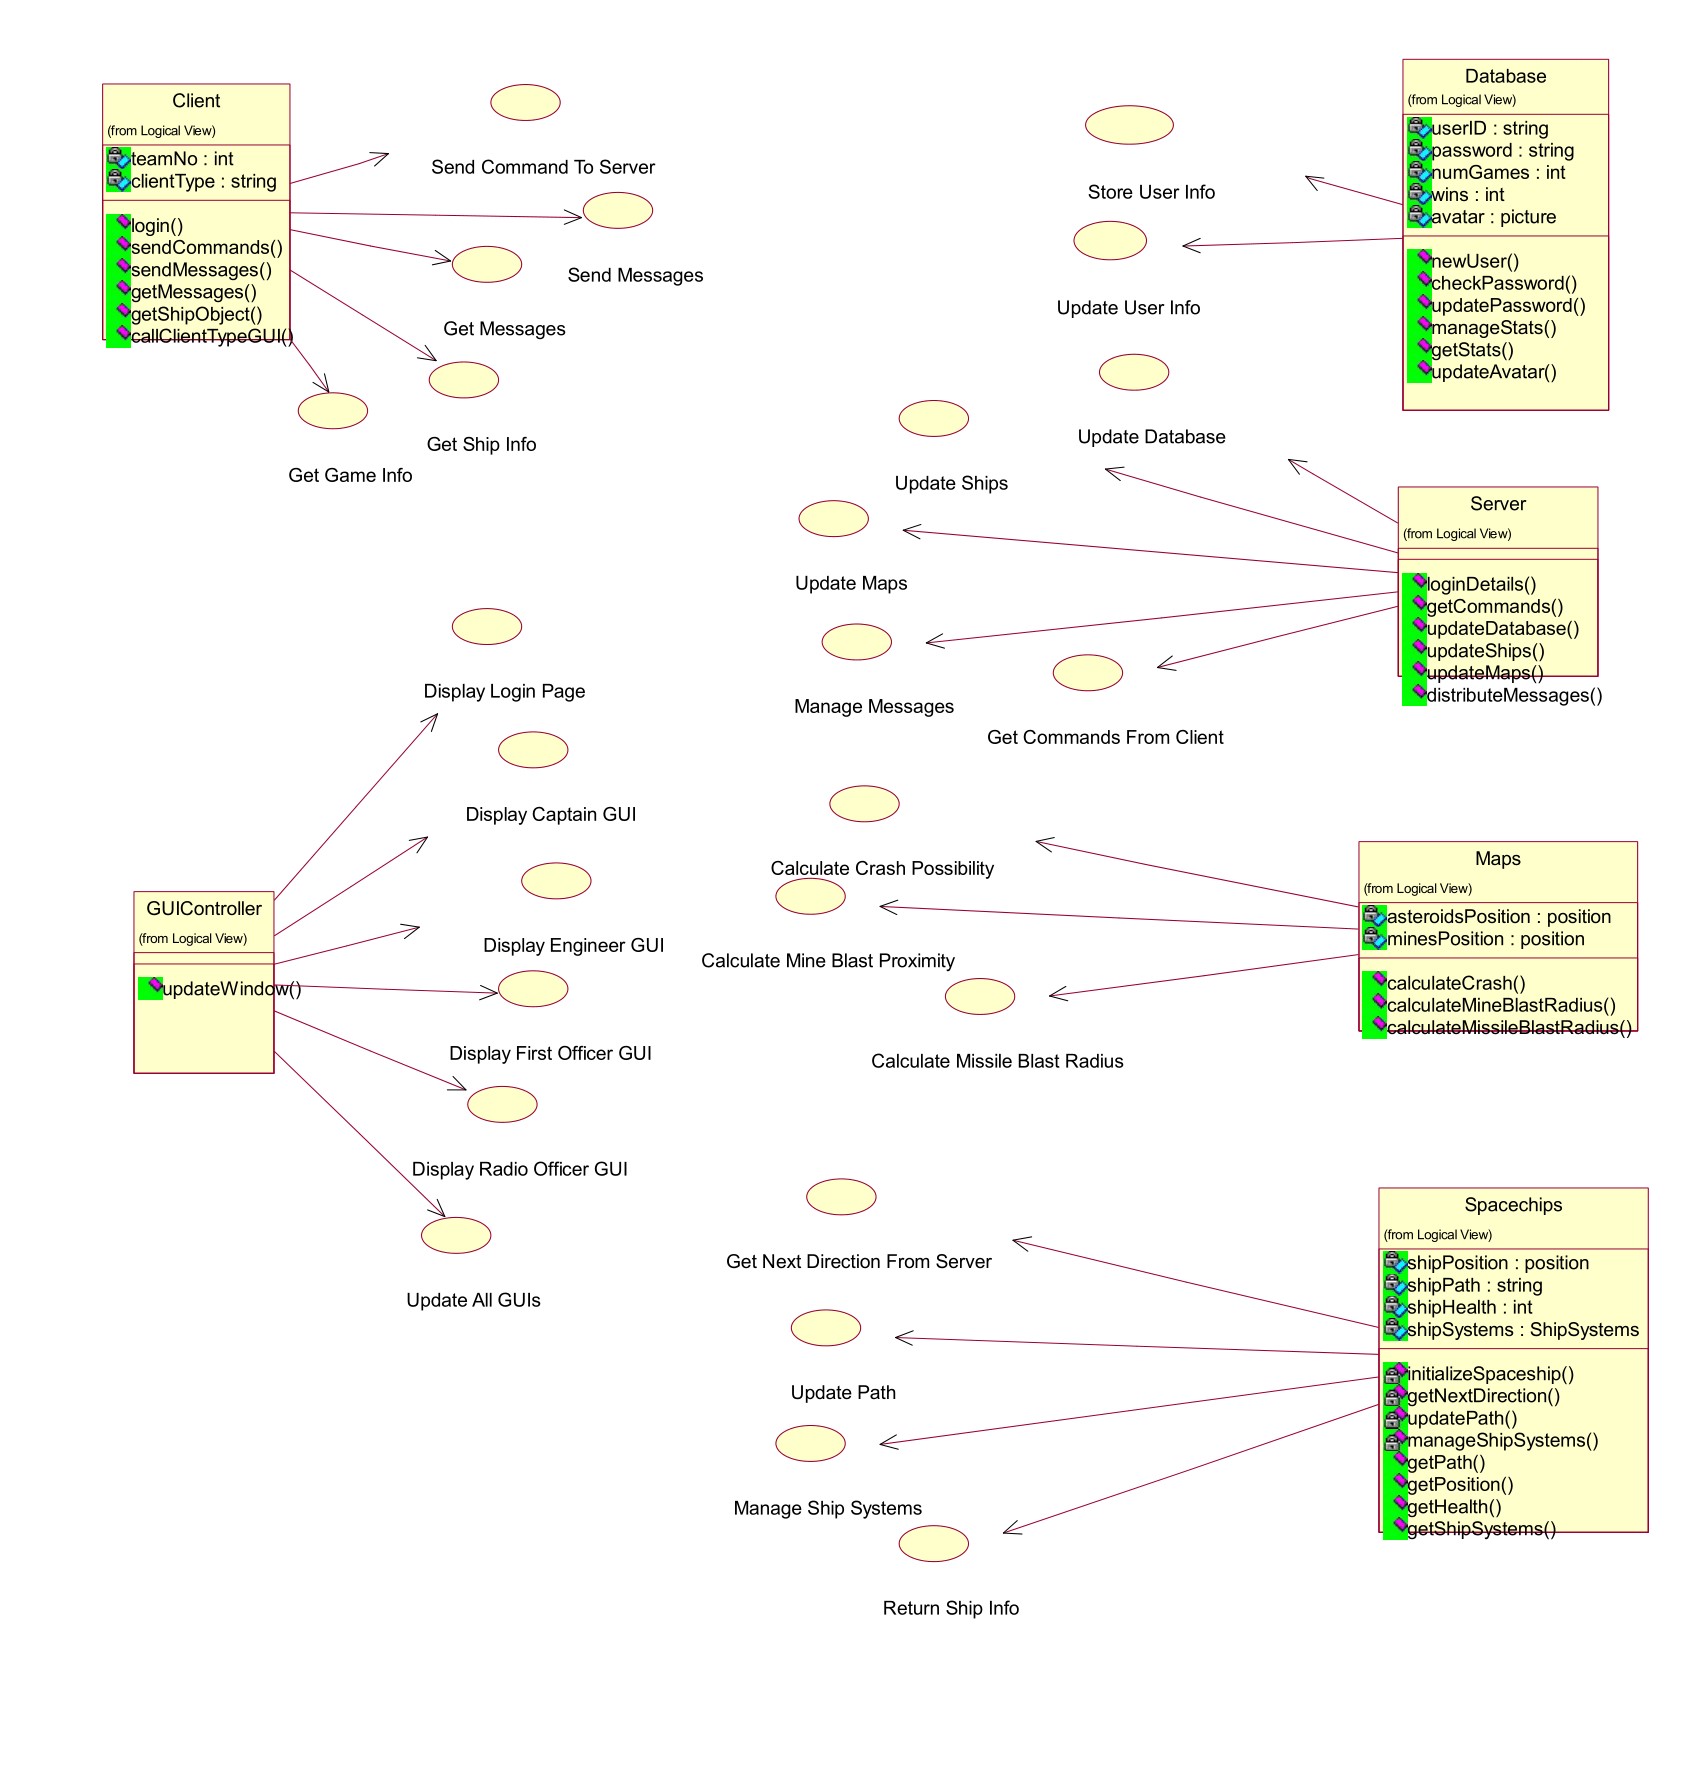 Client
(from Logical View)
teamNo : int
clientType : string
login()
sendCommands()
sendMessages()
getMessages()
getShipObject()
callClientTypeGUI()
Send Command To Server
Send Messages
Get Messages
Get Ship Info
Get Game Info
Database
(from Logical View)
userID : string
password : string
numGames : int
wins : int
avatar : picture
newUser()
checkPassword()
updatePassword()
manageStats()
getStats()
updateAvatar()
Store User Info
Update User Info
Update Database
Update Ships
Update Maps
Manage Messages
Get Commands From Client
Server
(from Logical View)
loginDetails()
getCommands()
updateDatabase()
updateShips()
updateMaps()
distributeMessages()
GUIController
(from Logical View)
updateWindow()
Display Login Page
Display Captain GUI
Display Engineer GUI
Display First Officer GUI
Display Radio Officer GUI
Update All GUIs
Calculate Crash Possibility
Calculate Mine Blast Proximity
Calculate Missile Blast Radius
Maps
(from Logical View)
asteroidsPosition : position
minesPosition : position
calculateCrash()
calculateMineBlastRadius()
calculateMissileBlastRadius()
Get Next Direction From Server
Update Path
Manage Ship Systems
Return Ship Info
Spacechips
(from Logical View)
shipPosition : position
shipPath : string
shipHealth : int
shipSystems : ShipSystems
initializeSpaceship()
getNextDirection()
updatePath()
manageShipSystems()
getPath()
getPosition()
getHealth()
getShipSystems()